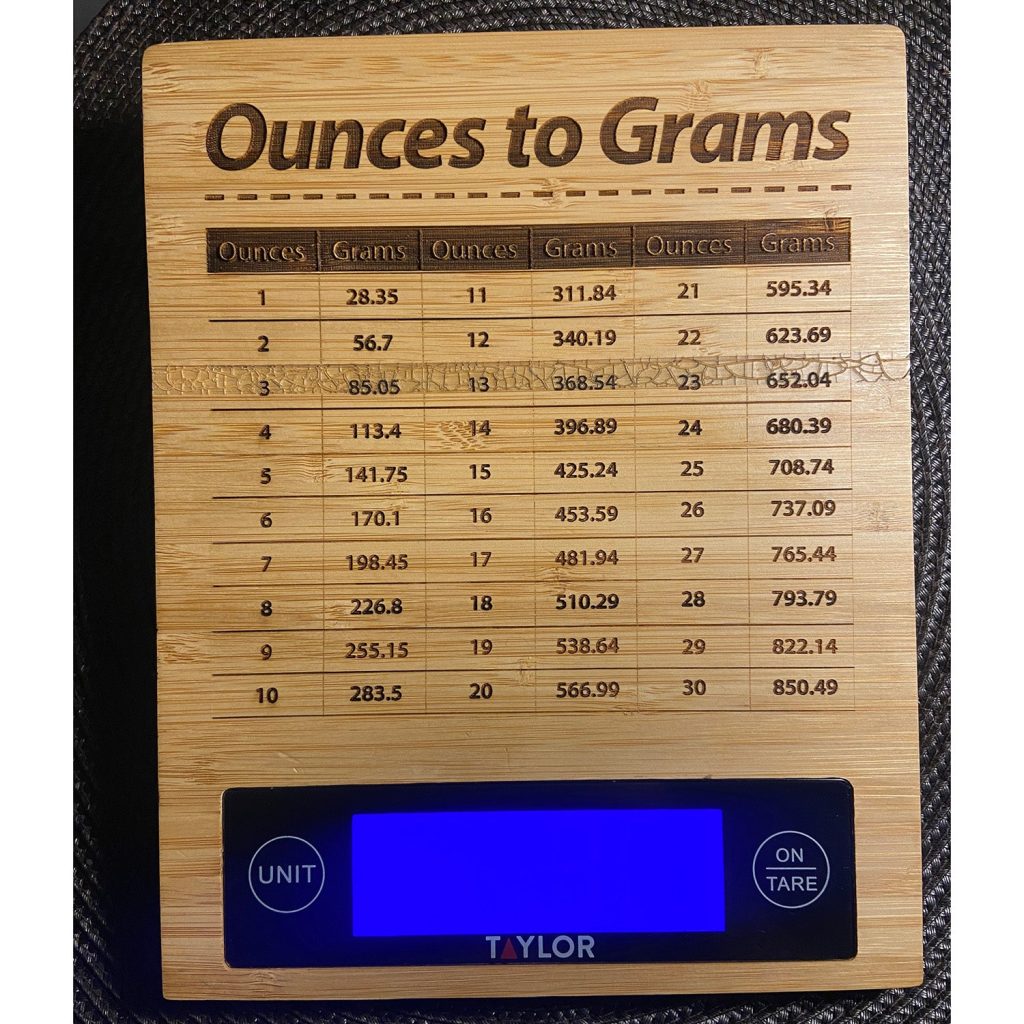 Ounces to Grams
Ounces Grams Ounces Grams Ounces Grams
1 28.35 11 311.84 21 595.34
2 56.7 12 340.19 22 623.69
3 85.05 13 368.54 23 652.04
4 113.4 14 396.89 24 680.39
5 141.75 15 425.24 25 708.74
6 170.1 16 453.59 26 737.09
7 198.45 17 481.94 27 765.44
8 226.8 18 510.29 28 793.79
9 255.15 19 538.64 29 822.14
10 283.5 20 566.99 30 850.49
UNIT
ON
TARE
TAYLOR